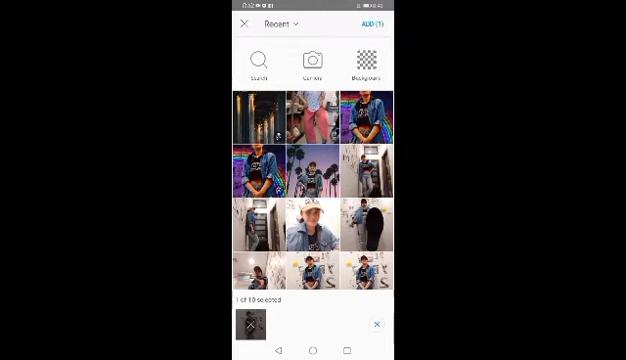 Recent
ADD (1)
Search
Camera
Background
1 of 10 selected